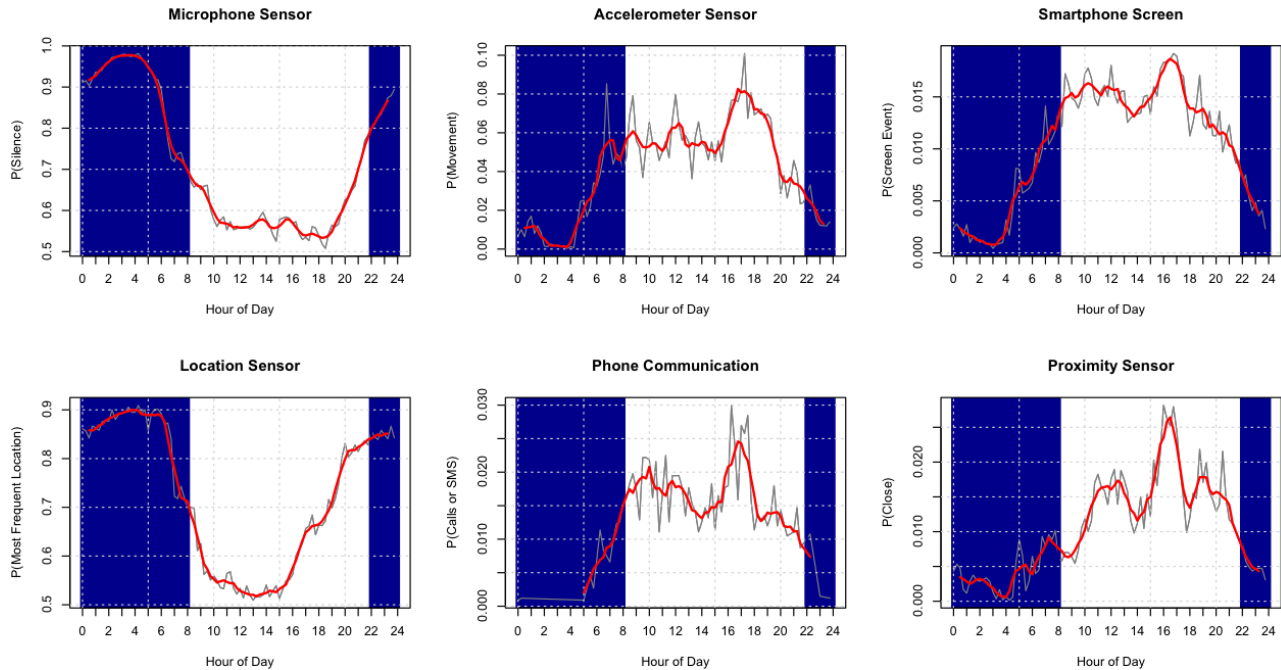 Microphone Sensor
P(Silence)
1.0
0.9
0.8
0.7
0.6
0.5
0 2 4 6 8 10 12 14 16 18 20 22 24
Hour of Day
Accelerometer Sensor
P(Movement)
0.10
0.08
0.06
0.04
0.02
0.00
0 2 4 6 8 10 12 14 16 18 20 22 24
Hour of Day
Smartphone Screen
P(Screen Event)
0.015
0.010
0.005
0.000
0 2 4 6 8 10 12 14 16 18 20 22 24
Hour of Day
Location Sensor
P(Most Frequent Location)
0.9
0.8
0.7
0.6
0.5
0 2 4 6 8 10 12 14 16 18 20 22 24
Hour of Day
Phone Communication
P(Calls or SMS)
0.030
0.020
0.010
0.000
0 2 4 6 8 10 12 14 16 18 20 22 24
Hour of Day
Proximity Sensor
P(Close)
0.020
0.010
0.000
0 2 4 6 8 10 12 14 16 18 20 22 24
Hour of Day